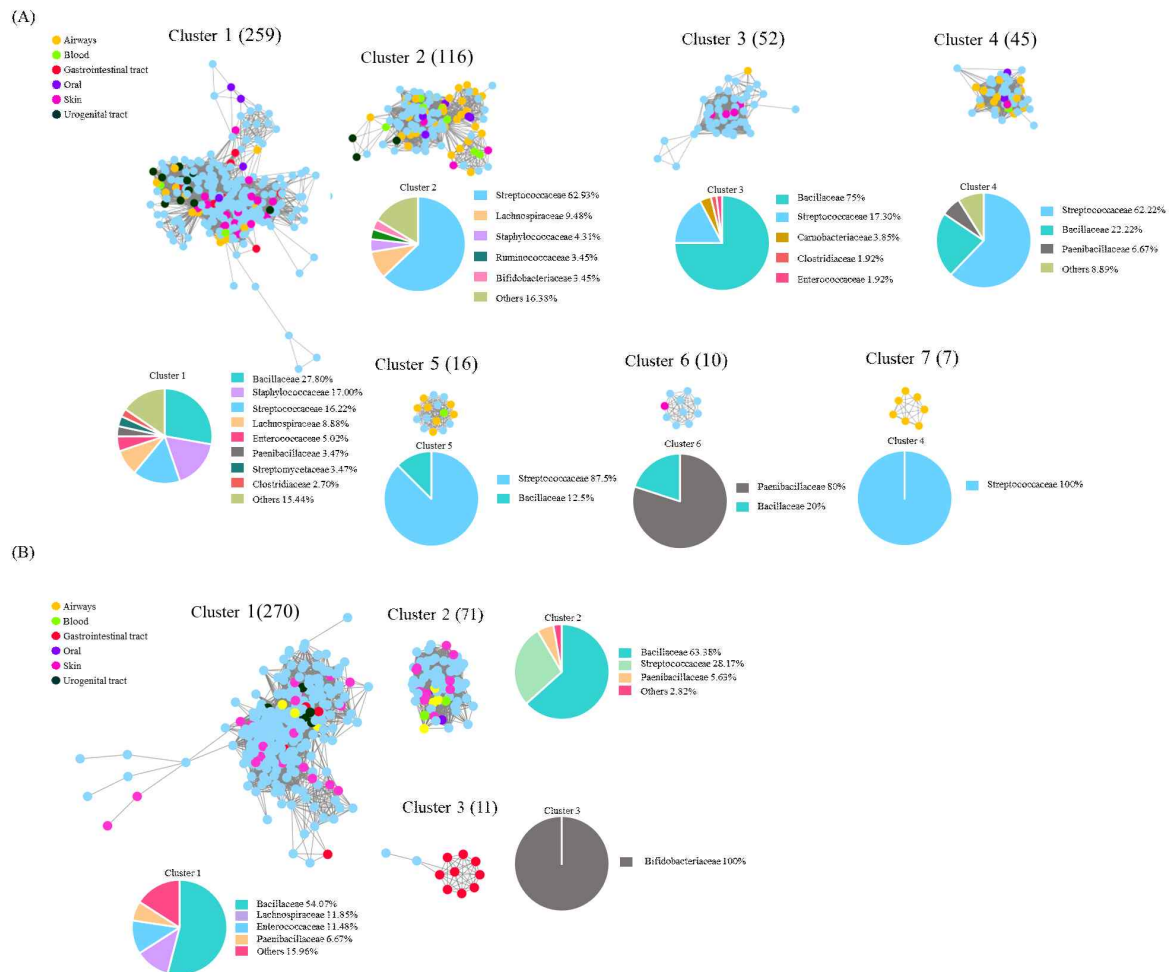 (A)
Airways
Blood
Gastrointestinal tract
Oral
Skin
Urogenital tract
Cluster 1 (259)
Cluster 2 (116)
Cluster 3 (52)
Cluster 4 (45)
Cluster 2
Streptococcaceae 62.93%
Lachnospiraceae 9.48%
Staphylococcaceae 4.31%
Ruminococcaceae 3.45%
Bifidobacteriaceae 3.45%
Others 16.38%
Cluster 3
Bacillaceae 75%
Streptococcaceae 17.30%
Carnobacteriaceae 3.85%
Clostridiaceae 1.92%
Enterococcaceae 1.92%
Cluster 4
Streptococcaceae 62.22%
Bacillaceae 22.22%
Paenibacillaceae 6.67%
Others 8.89%
Cluster 1
Bacillaceae 27.80%
Staphylococcaceae 17.00%
Streptococcaceae 16.22%
Lachnospiraceae 8.88%
Enterococcaceae 5.02%
Paenibacillaceae 3.47%
Streptomycetaceae 3.47%
Clostridiaceae 2.70%
Others 15.44%
Cluster 5 (16)
Cluster 5
Streptococcaceae 87.5%
Bacillaceae 12.5%
Cluster 6 (10)
Cluster 6
Paenibacillaceae 80%
Bacillaceae 20%
Cluster 7 (7)
Cluster 4
Streptococcaceae 100%
(B)
Airways
Blood
Gastrointestinal tract
Oral
Skin
Urogenital tract
Cluster 1(270)
Cluster 2 (71)
Cluster 2
Bacillaceae 63.38%
Streptococcaceae 28.17%
Paenibacillaceae 5.63%
Others 2.82%
Cluster 3 (11)
Cluster 3
Bifidobacteriaceae 100%
Cluster 1
Bacillaceae 54.07%
Lachnospiraceae 11.85%
Enterococcaceae 11.48%
Paenibacillaceae 6.67%
Others 15.96%